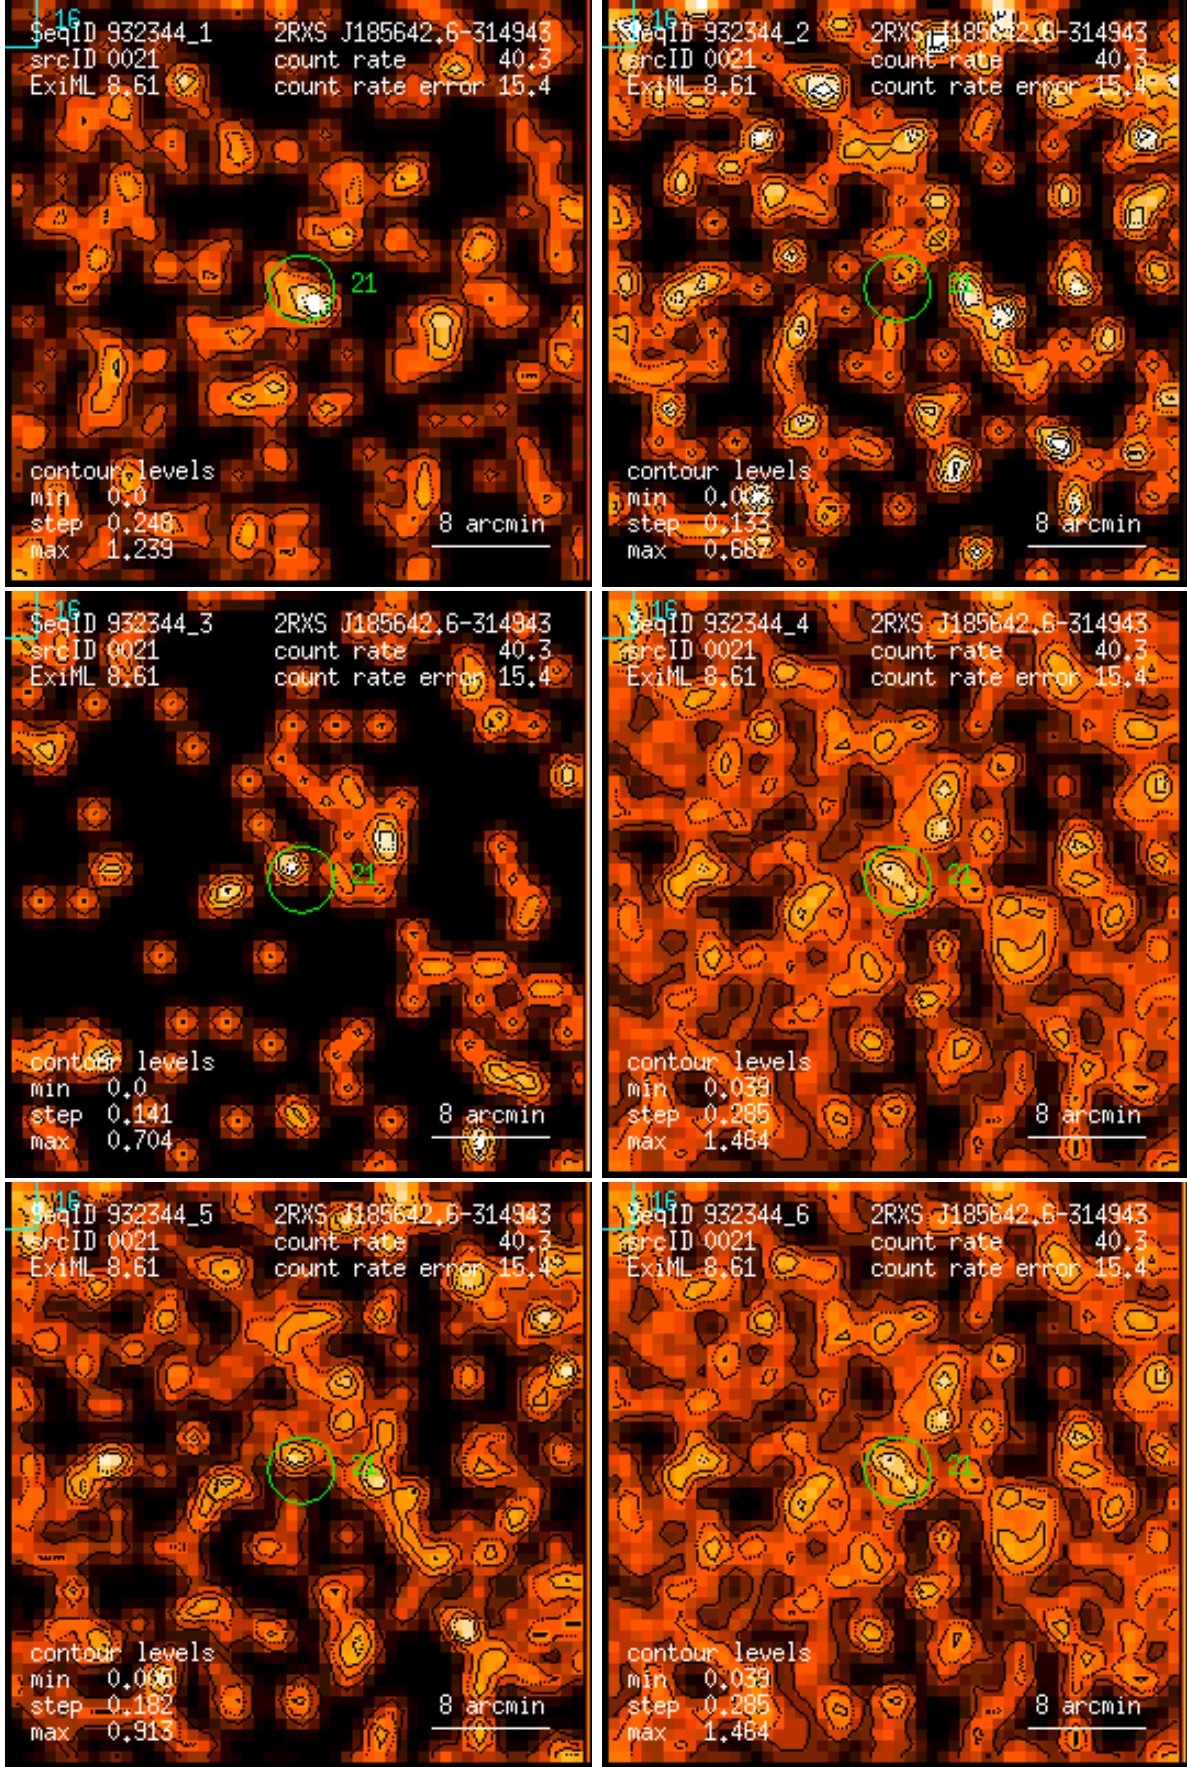 16
SeqID 932344_1 2RXS J185642.6-314943
srcID 0021 count rate 40.3
ExiML 8.61 count rate error 15.4
21
contour levels
min 0.0
step 0.248 8 arcmin
max 1.239
16
SeqID 932344_2 2RXS J185642.6-314943
srcID 0021 count rate 40.3
ExiML 8.61 count rate error 15.4
21
contour levels
min
step 0.133 8 arcmin
max 0.667
16
SeqID 932344_3 2RXS J185642.6-314943
srcID 0021 count rate 40.3
ExiML 8.61 count rate error 15.4
21
contour levels
min 0.0
step 0.141 8 arcmin
max 0.704
16
SeqID 932344_4 2RXS J185642.6-314943
srcID 0021 count rate 40.3
ExiML 8.61 count rate error 15.4
21
contour levels
min 0.039
step 0.285 8 arcmin
max 1.464
16
SeqID 932344_5 2RXS J185642.6-314943
srcID 0021 count rate 40.3
ExiML 8.61 count rate error 15.4
21
contour levels
min 0.006
step 0.182 8 arcmin
max 0.913
16
SeqID 932344_6 2RXS J185642.6-314943
srcID 0021 count rate 40.3
ExiML 8.61 count rate error 15.4
21
contour levels
min 0.039
step 0.285 8 arcmin
max 1.464